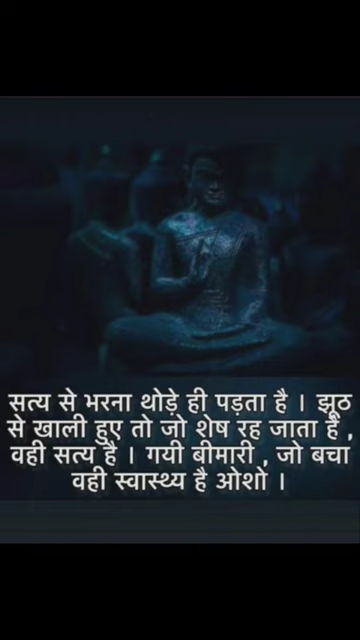 सत्य से भरना थोड़े ही पड़ता है । झूठ
से खाली हुए तो जो शेष रह जाता है ,
वही सत्य है । गयी बीमारी , जो बचा
वही स्वास्थ्य है ओशो ।